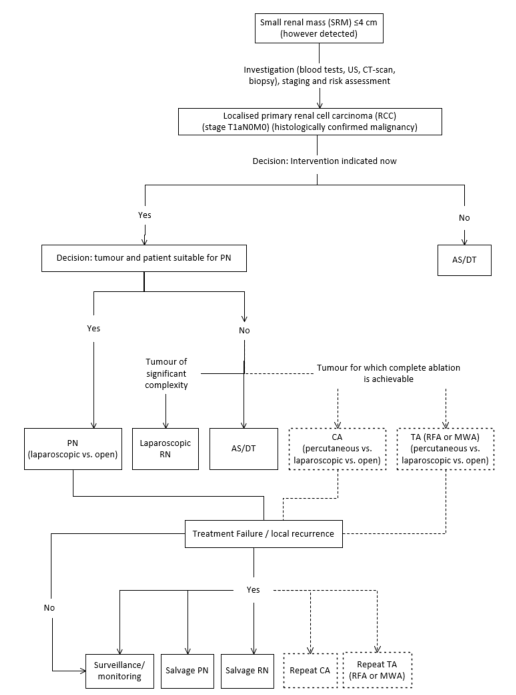 Small renal mass (SRM) ≤4 cm
(however detected)
Investigation (blood tests, US, CT-scan,
biopsy), staging and risk assessment
Localised primary renal cell carcinoma (RCC)
(stage T1aN0M0) (histologically confirmed malignancy)
Decision: Intervention indicated now
Yes
No
Decision: tumour and patient suitable for PN
AS/DT
Yes
No
Tumour of
significant
complexity
Tumour for which complete ablation
is achievable
PN
(laparoscopic vs. open)
Laparoscopic
RN
AS/DT
CA
(percutaneous vs.
laparoscopic vs. open)
TA (RFA or MWA)
(percutaneous vs.
laparoscopic vs. open)
Treatment Failure / local recurrence
No
Yes
Surveillance/
monitoring
Salvage PN
Salvage RN
Repeat CA
Repeat TA
(RFA or MWA)